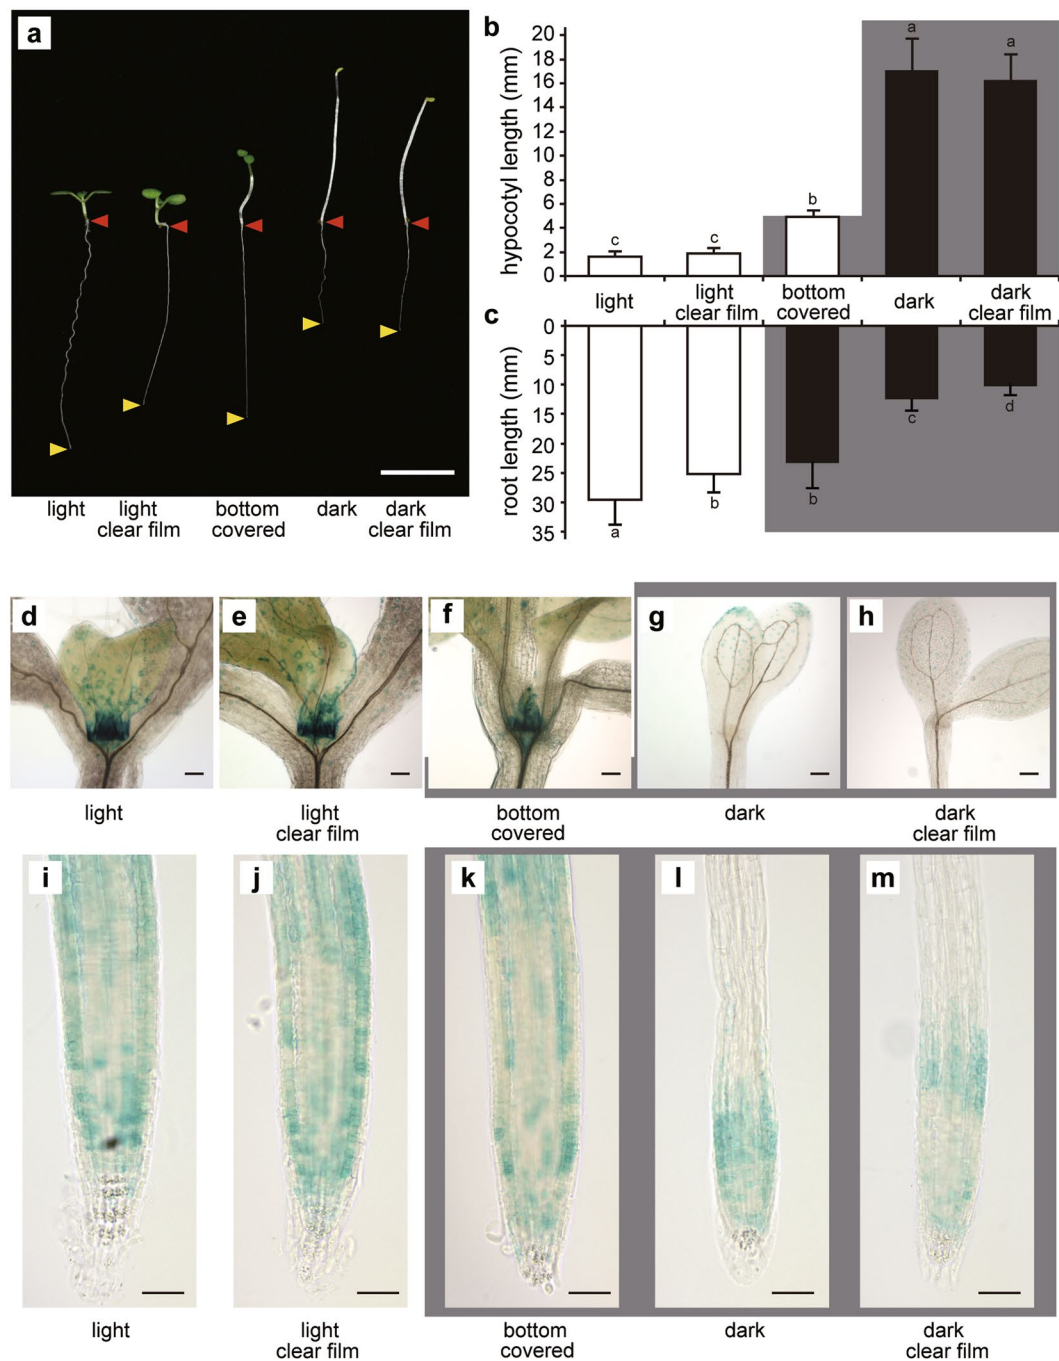 a
light
light
clear film
bottom
covered
dark
dark
clear film
b
hypocotyl length (mm)
20
18
16
14
12
10
8
6
4
2
0
c
c
b
a
a
light
light
clear film
bottom
covered
dark
dark
clear film
c
root length (mm)
0
5
10
15
20
25
30
35
a
b
b
c
d
d
e
f
g
h
light
light
clear film
bottom
covered
dark
dark
clear film
i
j
k
l
m
light
light
clear film
bottom
covered
dark
dark
clear film